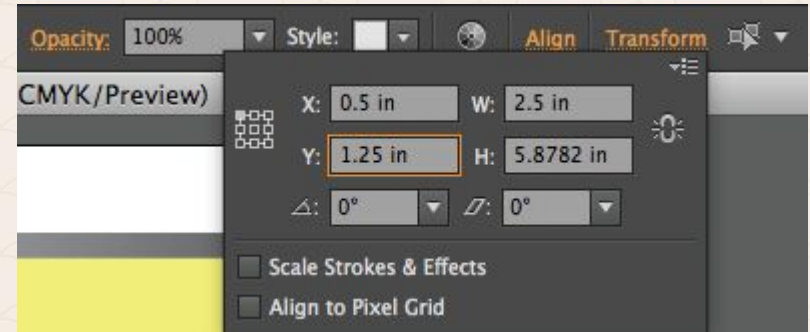 Opacity: 100% Style: Align Transform
CMYK/Preview)
X: 0.5 in W: 2.5 in
Y: 1.25 in H: 5.8782 in
0° 0°
Scale Strokes & Effects
Align to Pixel Grid